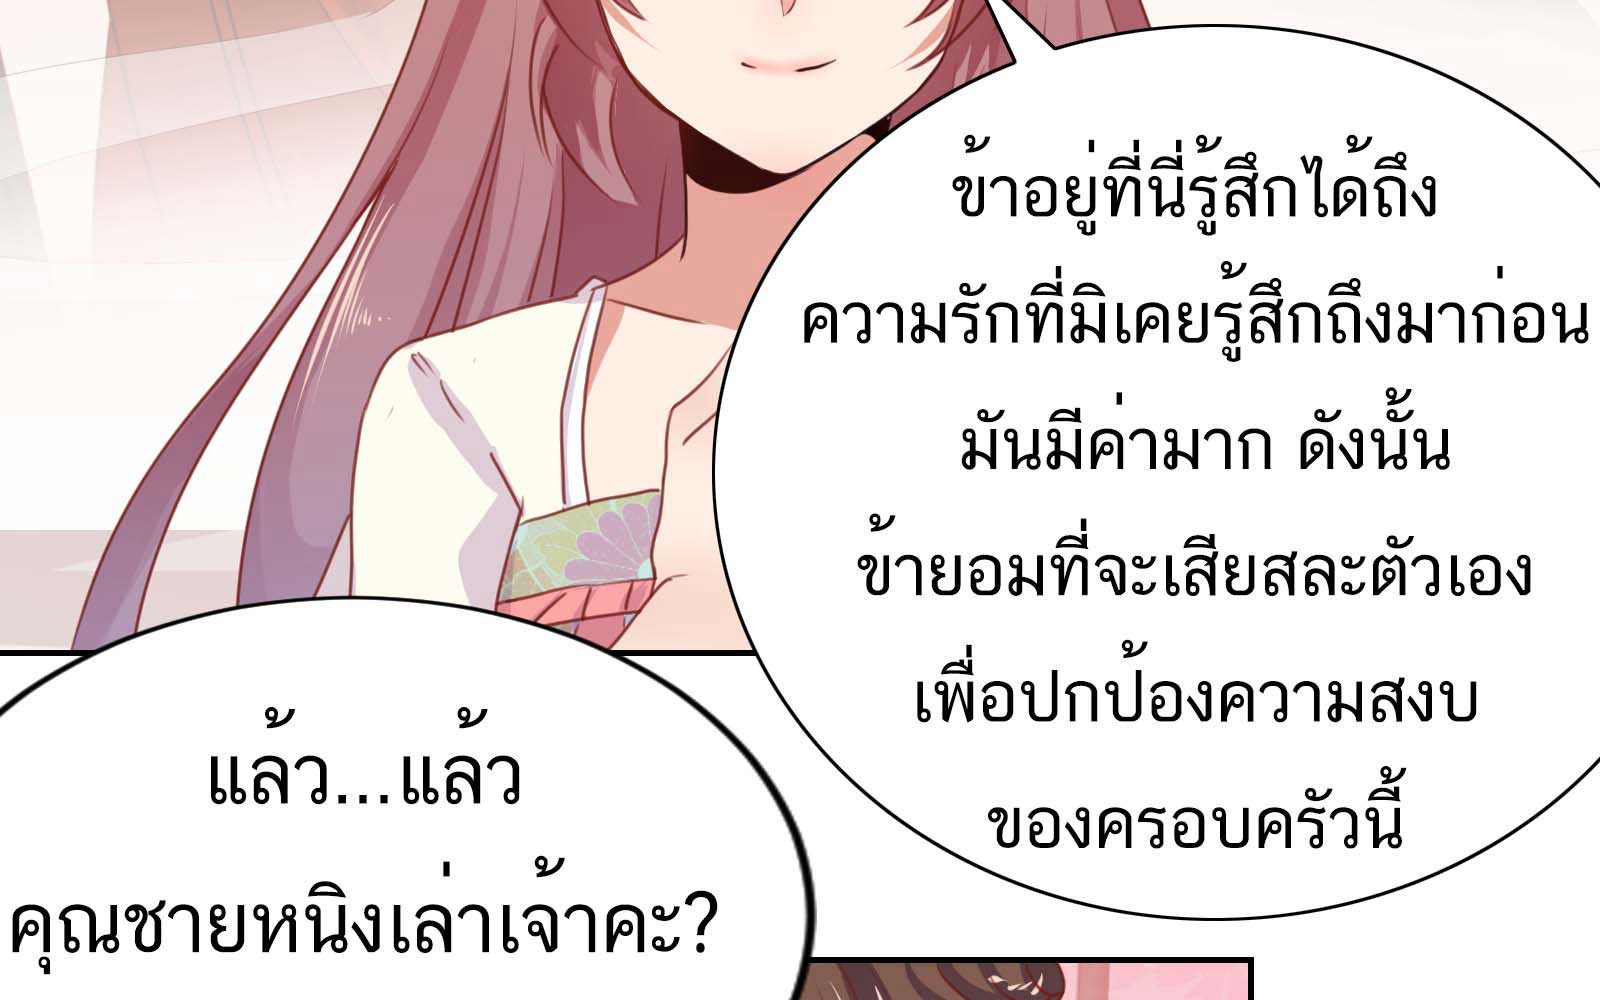 ข้าอยู่ที่นี่รู้สึกได้ถึง
ความรักที่มิเคยรู้สึกถึงมาก่อน
มันมีค่ามาก ดังนั้น
ข้ายอมที่จะเสียสละตัวเอง
เพื่อปกป้องความสงบ
ของครอบครัวนี้
แล้ว...แล้ว
คุณชายหนิงเล่าเจ้าคะ?